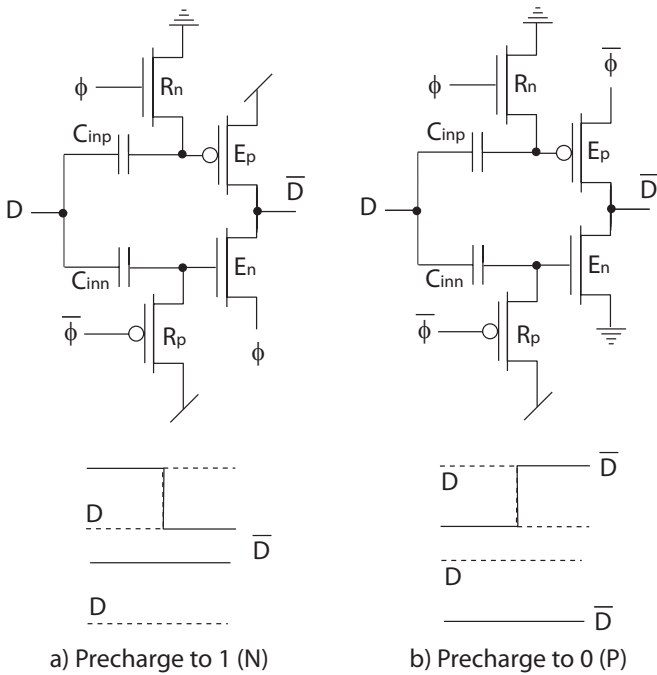 ϕ
Rn
Cinp
Ep
D
D̅
Cinn
En
ϕ̅
Rp
ϕ
D
D̅
D
a) Precharge to 1 (N)
ϕ̅
ϕ
Rn
Cinp
Ep
D
D̅
Cinn
En
ϕ̅
Rp
D̅
D
D
D̅
b) Precharge to 0 (P)